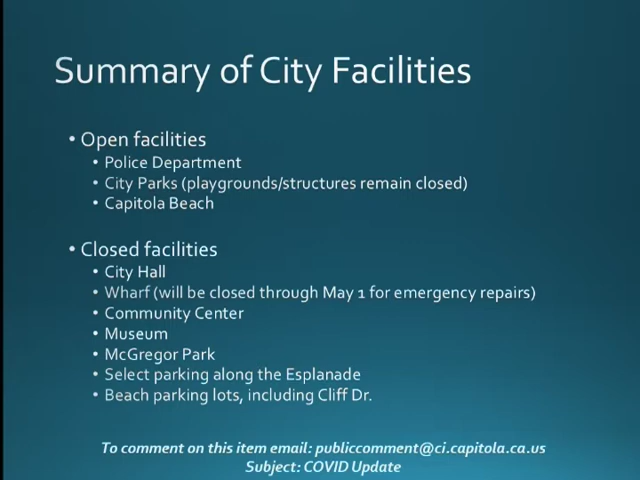 Summary of City Facilities
• Open facilities
• Police Department
• City Parks (playgrounds/structures remain closed)
• Capitola Beach
• Closed facilities
• City Hall
• Wharf (will be closed through May 1 for emergency repairs)
• Community Center
• Museum
• McGregor Park
• Select parking along the Esplanade
• Beach parking lots, including Cliff Dr.
To comment on this item email: publiccomment@ci.capitola.ca.us
Subject: COVID Update